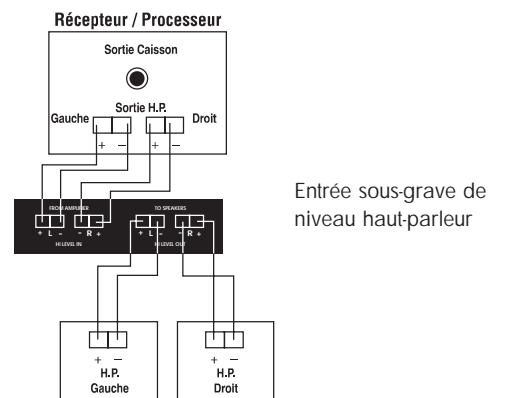 Récepteur / Processeur
Sortie Caisson
Sortie H.P.
Gauche
Droit
+ − + −
FROM AMPLIFIER TO SPEAKERS
+ L - - R + + L - - R +
HI LEVEL IN HI LEVEL OUT
Entrée sous-grave de
niveau haut-parleur
+ − + −
H.P. H.P.
Gauche Droit